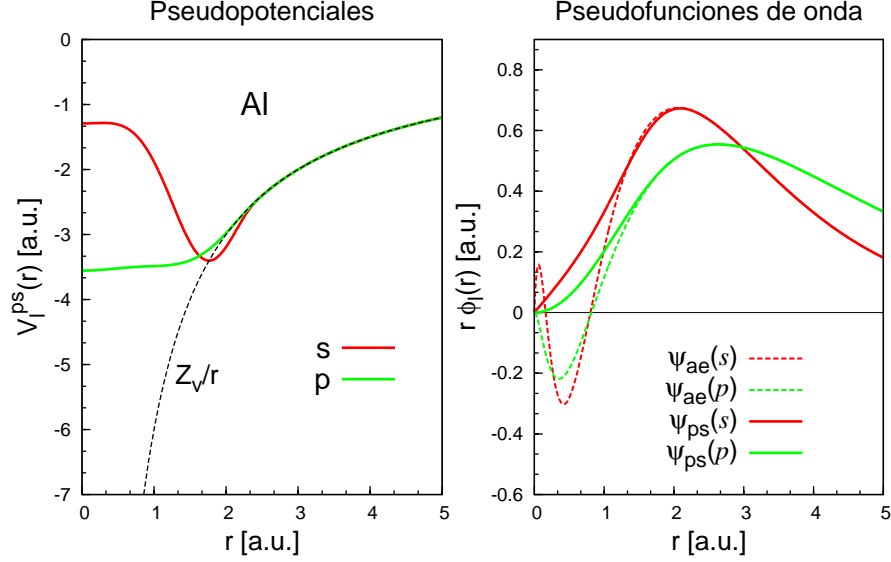 Pseudopotenciales
0
-1
-2
-3
-4
-5
-6
-7
V_l^ps(r) [a.u.]
Al
Z_v/r
s
p
0 1 2 3 4 5
r [a.u.]
Pseudofunciones de onda
0.8
0.6
0.4
0.2
0
-0.2
-0.4
-0.6
r ϕ_l(r) [a.u.]
ψ_ae(s)
ψ_ae(p)
ψ_ps(s)
ψ_ps(p)
0 1 2 3 4 5
r [a.u.]